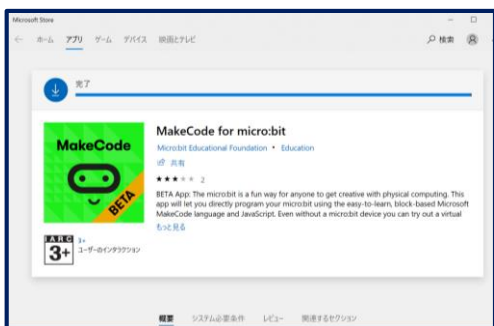 Microsoft Store
ホーム アプリ ゲーム デバイス 映画とテレビ 検索
完了
MakeCode
BETA
MakeCode for micro:bit
Micro:bit Educational Foundation • Education
共有
2
BETA App: The micro:bit is a fun way for anyone to get creative with physical computing. This
app will let you directly program your micro:bit using the easy-to-learn, block-based Microsoft
MakeCode language and JavaScript. Even without a micro:bit device you can try out a virtual
もっと見る
IARC
3+
3+
ユーザーのインタラクション
概要 システム必要条件 レビュー 関連するセクション